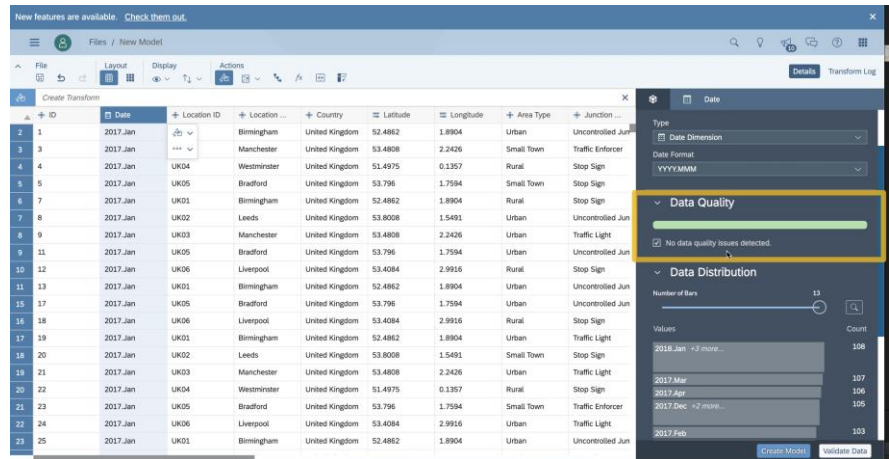 New features are available. Check them out.
Files / New Model
10
File Layout Display Actions
Details Transform Log
Create Transform
ID Date Location ID Location ... Country Latitude Longitude Area Type Junction ...
2 1 2017.Jan Birmingham United Kingdom 52.4862 1.8904 Urban Uncontrolled Jun
3 3 2017.Jan Manchester United Kingdom 53.4808 2.2426 Small Town Traffic Enforcer
4 4 2017.Jan UK04 Westminster United Kingdom 51.4975 0.1357 Rural Stop Sign
5 5 2017.Jan UK05 Bradford United Kingdom 53.796 1.7594 Small Town Stop Sign
6 7 2017.Jan UK01 Birmingham United Kingdom 52.4862 1.8904 Rural Stop Sign
7 8 2017.Jan UK02 Leeds United Kingdom 53.8008 1.5491 Urban Uncontrolled Jun
8 9 2017.Jan UK03 Manchester United Kingdom 53.4808 2.2426 Urban Traffic Light
9 11 2017.Jan UK05 Bradford United Kingdom 53.796 1.7594 Urban Uncontrolled Jun
10 12 2017.Jan UK06 Liverpool United Kingdom 53.4084 2.9916 Rural Stop Sign
11 13 2017.Jan UK01 Birmingham United Kingdom 52.4862 1.8904 Urban Uncontrolled Jun
15 17 2017.Jan UK05 Bradford United Kingdom 53.796 1.7594 Urban Uncontrolled Jun
16 18 2017.Jan UK06 Liverpool United Kingdom 53.4084 2.9916 Rural Stop Sign
17 19 2017.Jan UK01 Birmingham United Kingdom 52.4862 1.8904 Urban Traffic Light
18 20 2017.Jan UK02 Leeds United Kingdom 53.8008 1.5491 Small Town Stop Sign
19 21 2017.Jan UK03 Manchester United Kingdom 53.4808 2.2426 Urban Traffic Light
20 22 2017.Jan UK04 Westminster United Kingdom 51.4975 0.1357 Rural Stop Sign
21 23 2017.Jan UK05 Bradford United Kingdom 53.796 1.7594 Small Town Traffic Enforcer
22 24 2017.Jan UK06 Liverpool United Kingdom 53.4084 2.9916 Urban Traffic Light
23 25 2017.Jan UK01 Birmingham United Kingdom 52.4862 1.8904 Urban Uncontrolled Jun
Date
Type
Date Dimension
Date Format
YYYY.MMM
Data Quality
No data quality issues detected.
Data Distribution
Number of Bars 13
Values Count
2018.Jan +3 more... 108
2017.Mar 107
2017.Apr 106
2017.Dec +2 more... 105
2017.Feb 103
Create Model Validate Data